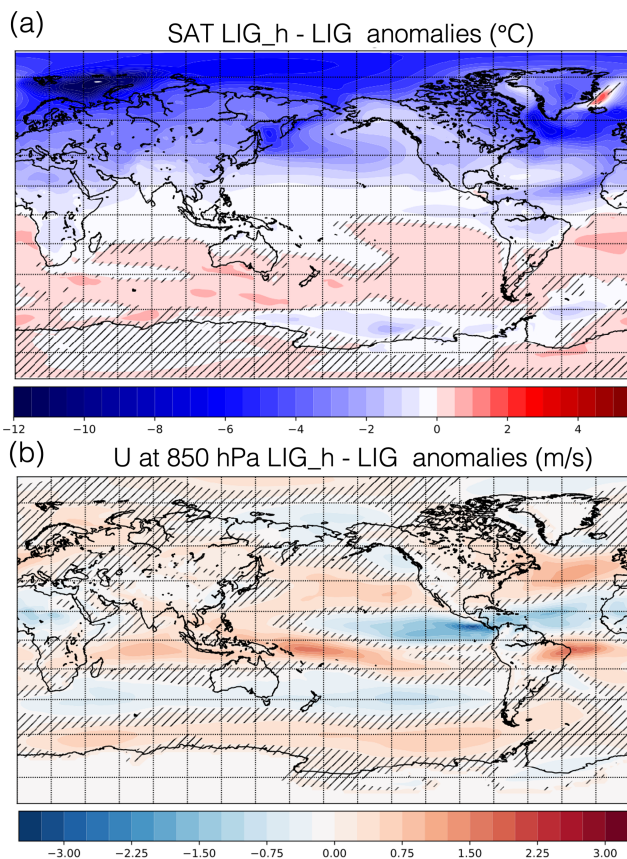 (a)
SAT LIG_h - LIG anomalies (°C)
−12 −10 −8 −6 −4 −2 0 2 4
(b)
U at 850 hPa LIG_h - LIG anomalies (m/s)
−3.00 −2.25 −1.50 −0.75 0.00 0.75 1.50 2.25 3.00